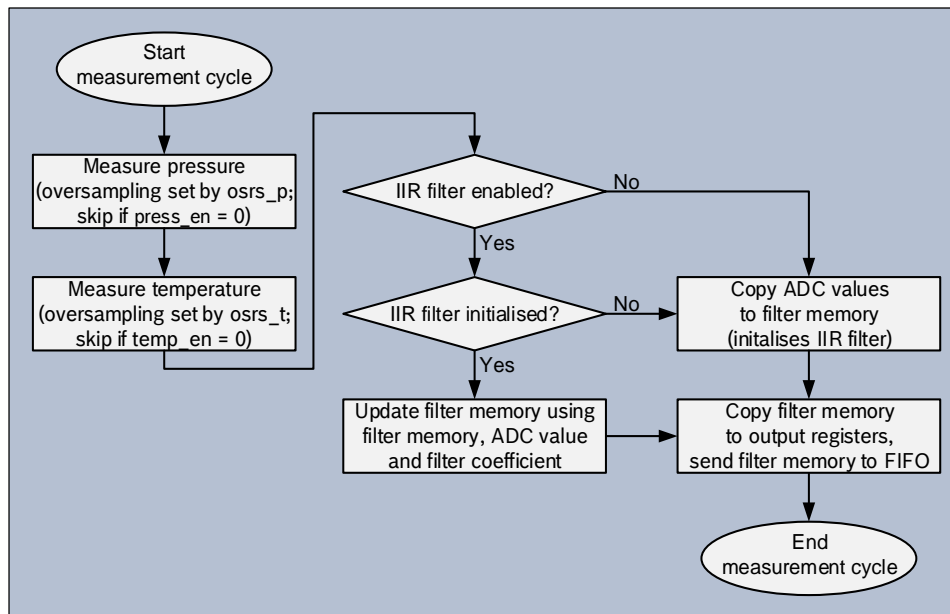 Start
measurement cycle
Measure pressure
(oversampling set by osrs_p;
skip if press_en = 0)
Measure temperature
(oversampling set by osrs_t;
skip if temp_en = 0)
IIR filter enabled?
No
Yes
IIR filter initialised?
No
Yes
Copy ADC values
to filter memory
(initalises IIR filter)
Update filter memory using
filter memory, ADC value
and filter coefficient
Copy filter memory
to output registers,
send filter memory to FIFO
End
measurement cycle